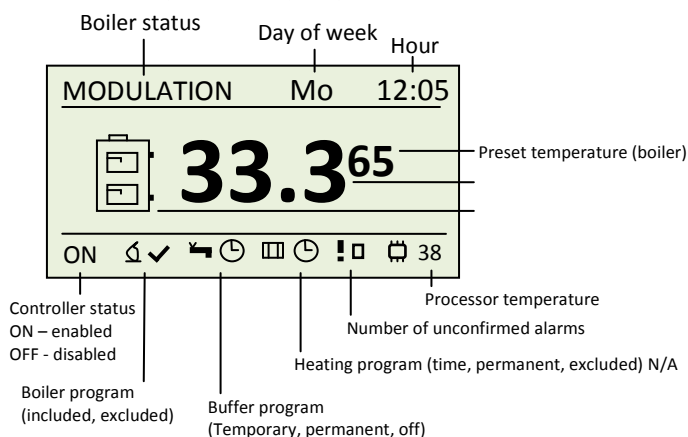 Boiler status
Day of week
Hour
MODULATION Mo 12:05
33.3 65
Preset temperature (boiler)
ON 38
Controller status
ON – enabled
OFF - disabled
Processor temperature
Number of unconfirmed alarms
Heating program (time, permanent, excluded) N/A
Boiler program
(included, excluded)
Buffer program
(Temporary, permanent, off)